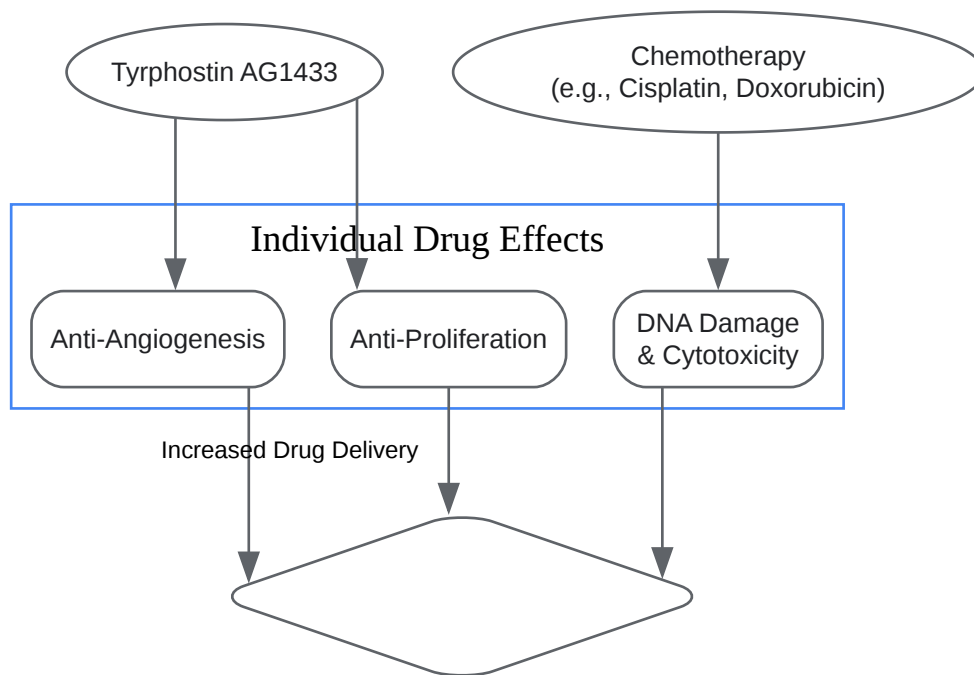 Tyrphostin AG1433
Chemotherapy
(e.g., Cisplatin, Doxorubicin)
Individual Drug Effects
Anti-Angiogenesis
Anti-Proliferation
DNA Damage
& Cytotoxicity
Increased Drug Delivery